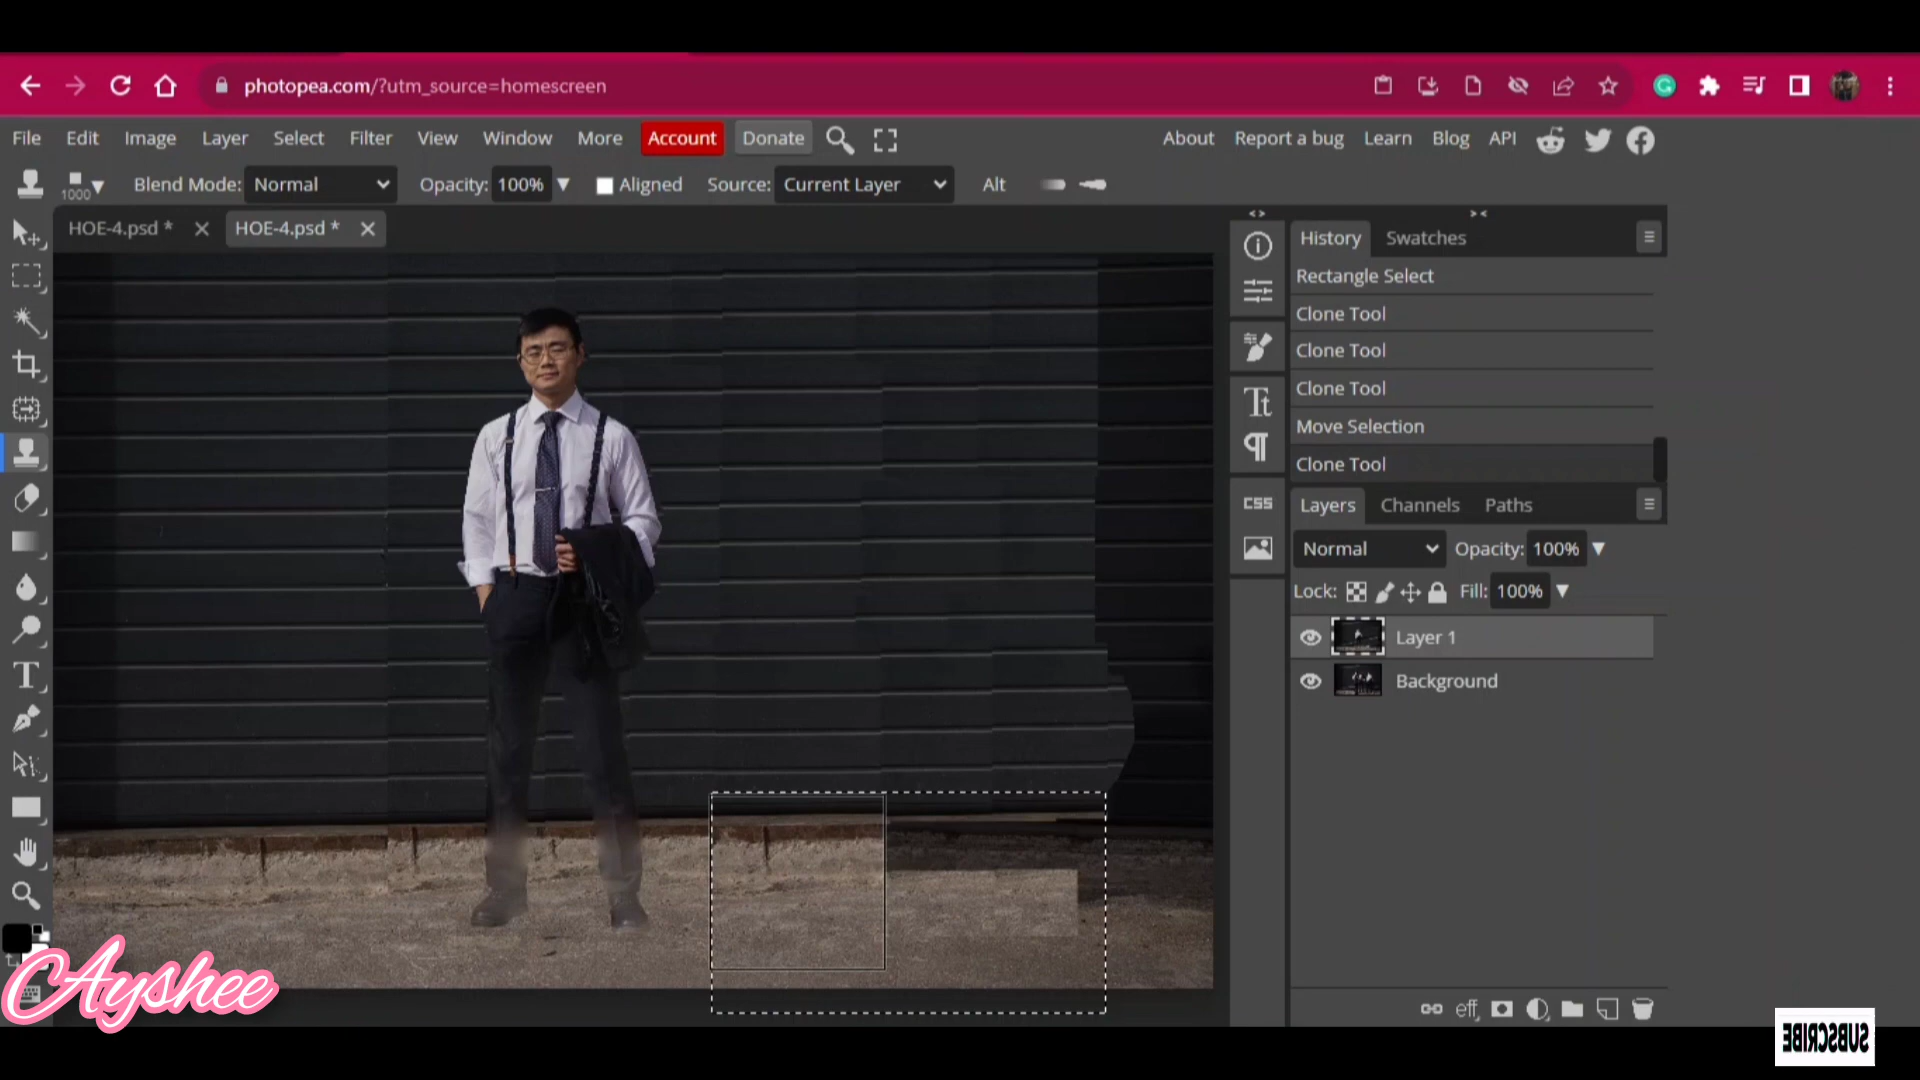 photopea.com/?utm_source=homescreen
File Edit Image Layer Select Filter View Window More Account Donate About Report a bug Learn Blog API
1000 Blend Mode: Normal Opacity: 100% Aligned Source: Current Layer Alt
HOE-4.psd * HOE-4.psd *
History Swatches
Rectangle Select
Clone Tool
Clone Tool
Clone Tool
Move Selection
Clone Tool
CSS
Layers Channels Paths
Normal Opacity: 100%
Lock: Fill: 100%
Layer 1
Background
eff
Ayshee
SUBSCRIBE